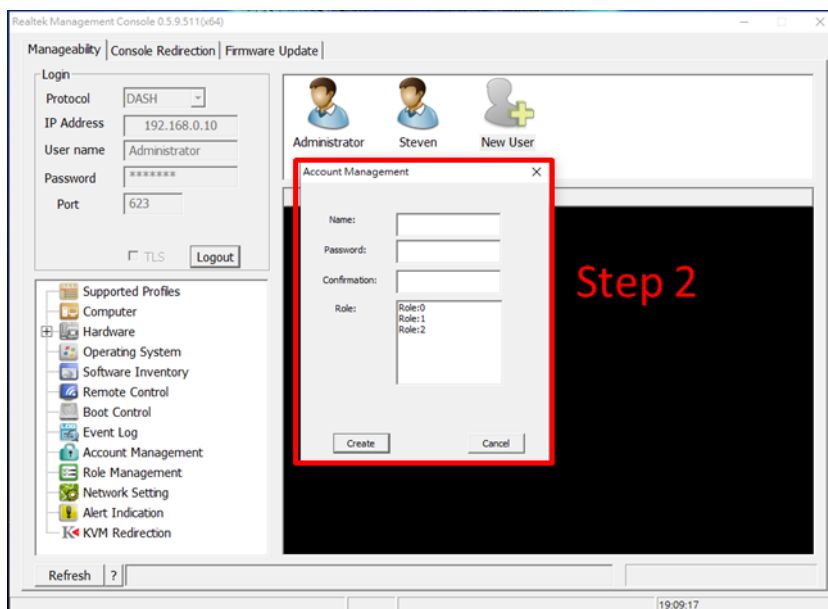 Realtek Management Console 0.5.9.511(x64)
Manageability Console Redirection Firmware Update
Login
Protocol DASH
IP Address 192.168.0.10
User name Administrator
Password *******
Port 623
TLS Logout
Administrator Steven New User
Account Management
Name:
Password:
Confirmation:
Role: Role:0
Role:1
Role:2
Create Cancel
Step 2
Supported Profiles
Computer
Hardware
Operating System
Software Inventory
Remote Control
Boot Control
Event Log
Account Management
Role Management
Network Setting
Alert Indication
KVM Redirection
Refresh ?
19:09:17